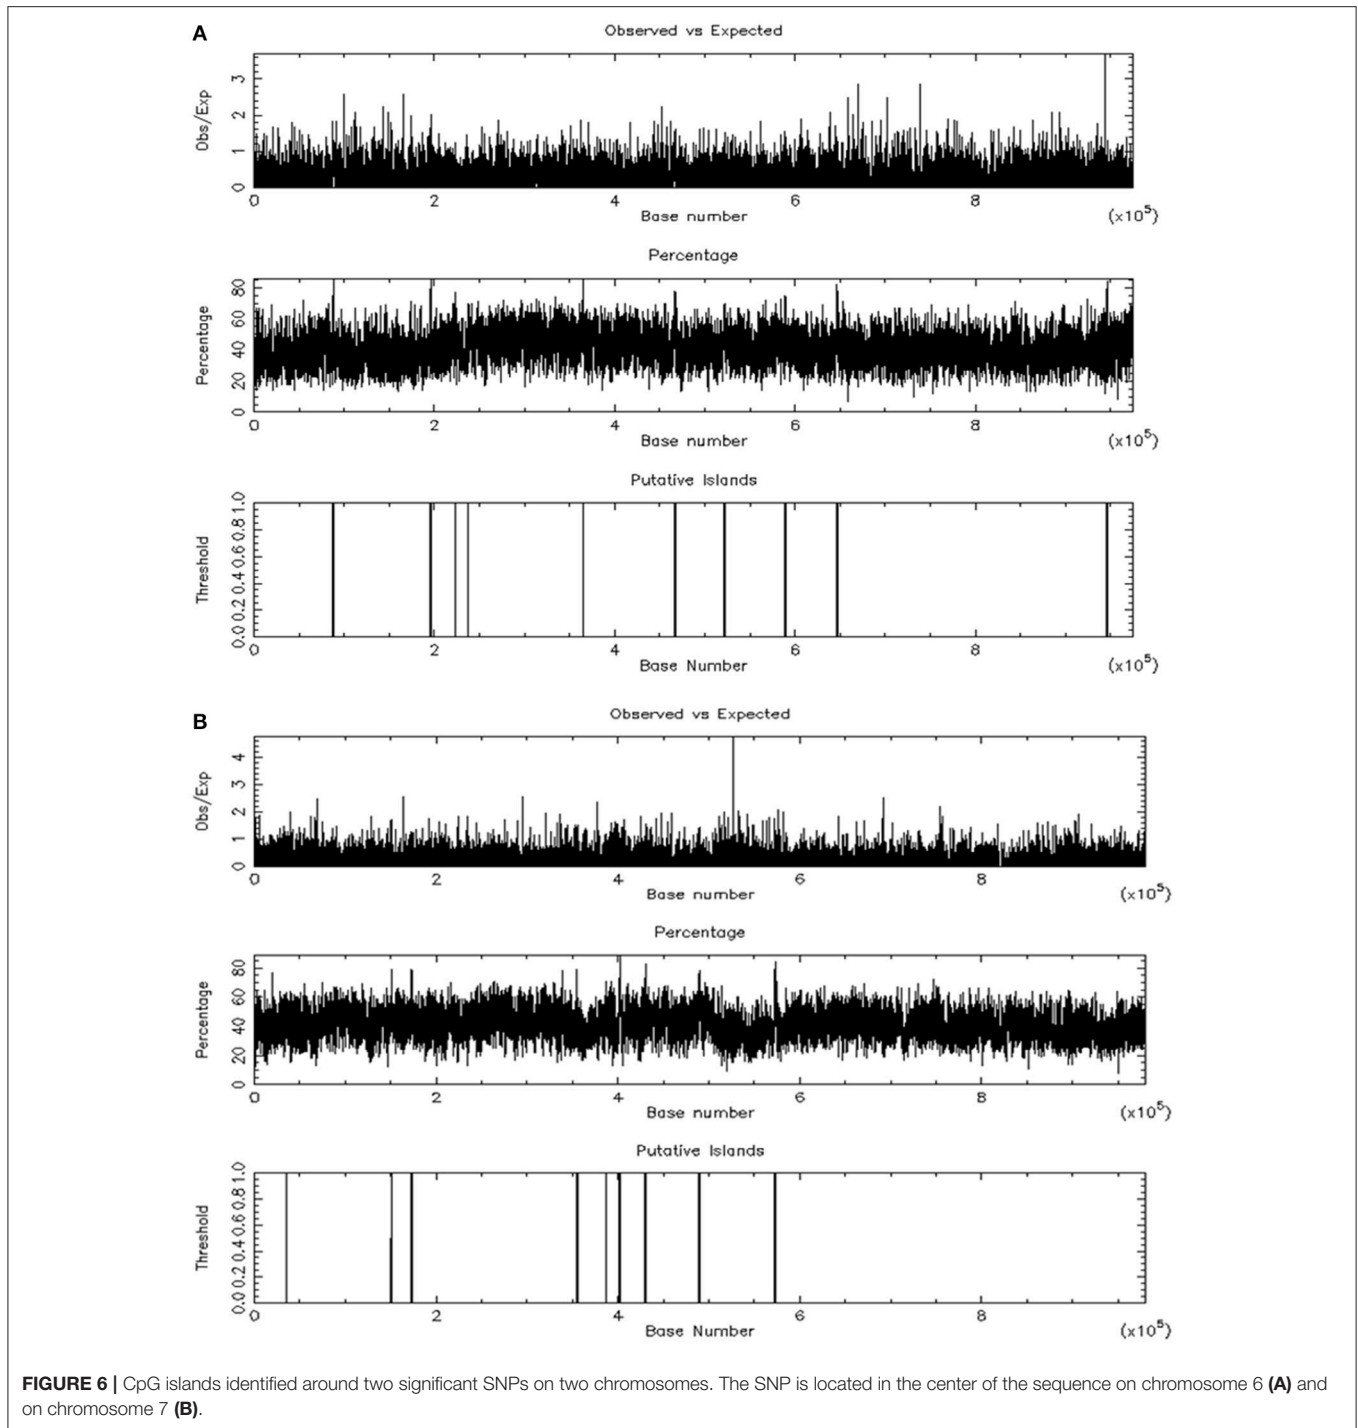 A
Observed vs Expected
Obs/Exp
3
2
1
0
0 2 4 6 8
Base number
(x10⁵)
Percentage
Percentage
80
60
40
20
0
0 2 4 6 8
Base number
(x10⁵)
Putative Islands
Threshold
1.0
0.8
0.6
0.4
0.2
0.0
0 2 4 6 8
Base Number
(x10⁵)
B
Observed vs Expected
Obs/Exp
4
3
2
1
0
0 2 4 6 8
Base number
(x10⁵)
Percentage
Percentage
80
60
40
20
0
0 2 4 6 8
Base number
(x10⁵)
Putative Islands
Threshold
1.0
0.8
0.6
0.4
0.2
0.0
0 2 4 6 8
Base Number
(x10⁵)
FIGURE 6 | CpG islands identified around two significant SNPs on two chromosomes. The SNP is located in the center of the sequence on chromosome 6 (A) and
on chromosome 7 (B).